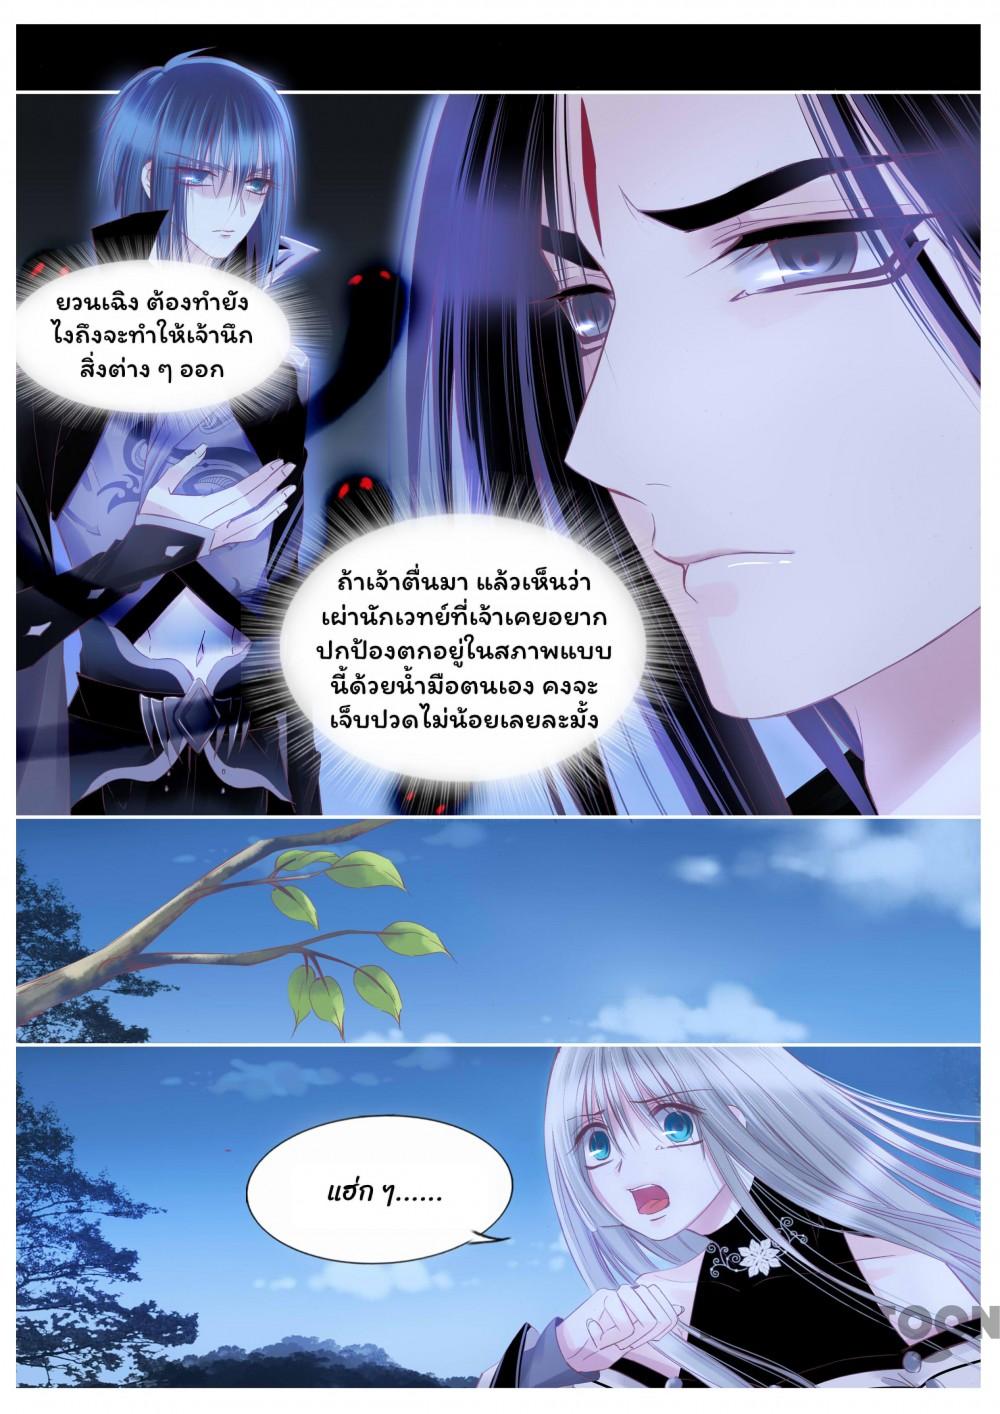 ยวนเฉิง ต้องทำยัง
ไงถึงจะทำให้เจ้านึก
สิ่งต่าง ๆ ออก
ถ้าเจ้าตื่นมา แล้วเห็นว่า
เผ่านักเวทย์ที่เจ้าเคยอยาก
ปกป้องตกอยู่ในสภาพแบบ
นี้ด้วยน้ำมือตนเอง คงจะ
เจ็บปวดไม่น้อยเลยละมั้ง
แฮ่ก ๆ......
TOON